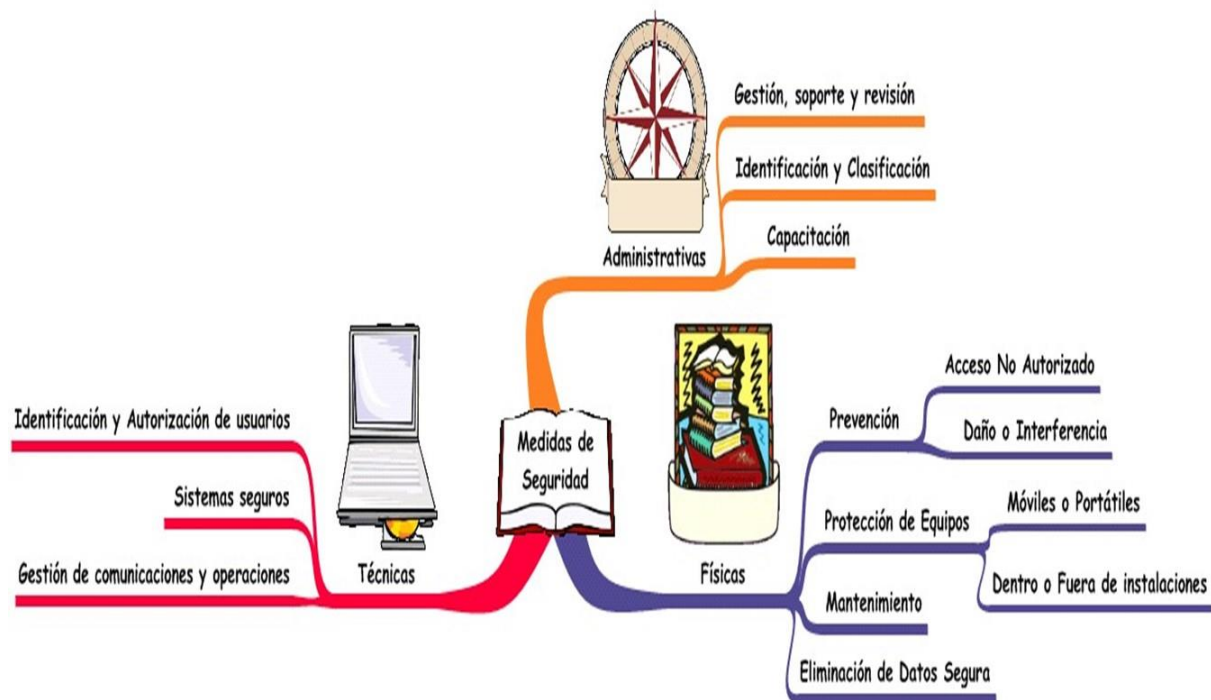 Gestión, soporte y revisión
Identificación y Clasificación
Capacitación
Administrativas
Medidas de
Seguridad
Identificación y Autorización de usuarios
Sistemas seguros
Gestión de comunicaciones y operaciones
Técnicas
Físicas
Prevención
Acceso No Autorizado
Daño o Interferencia
Protección de Equipos
Móviles o Portátiles
Dentro o Fuera de instalaciones
Mantenimiento
Eliminación de Datos Segura